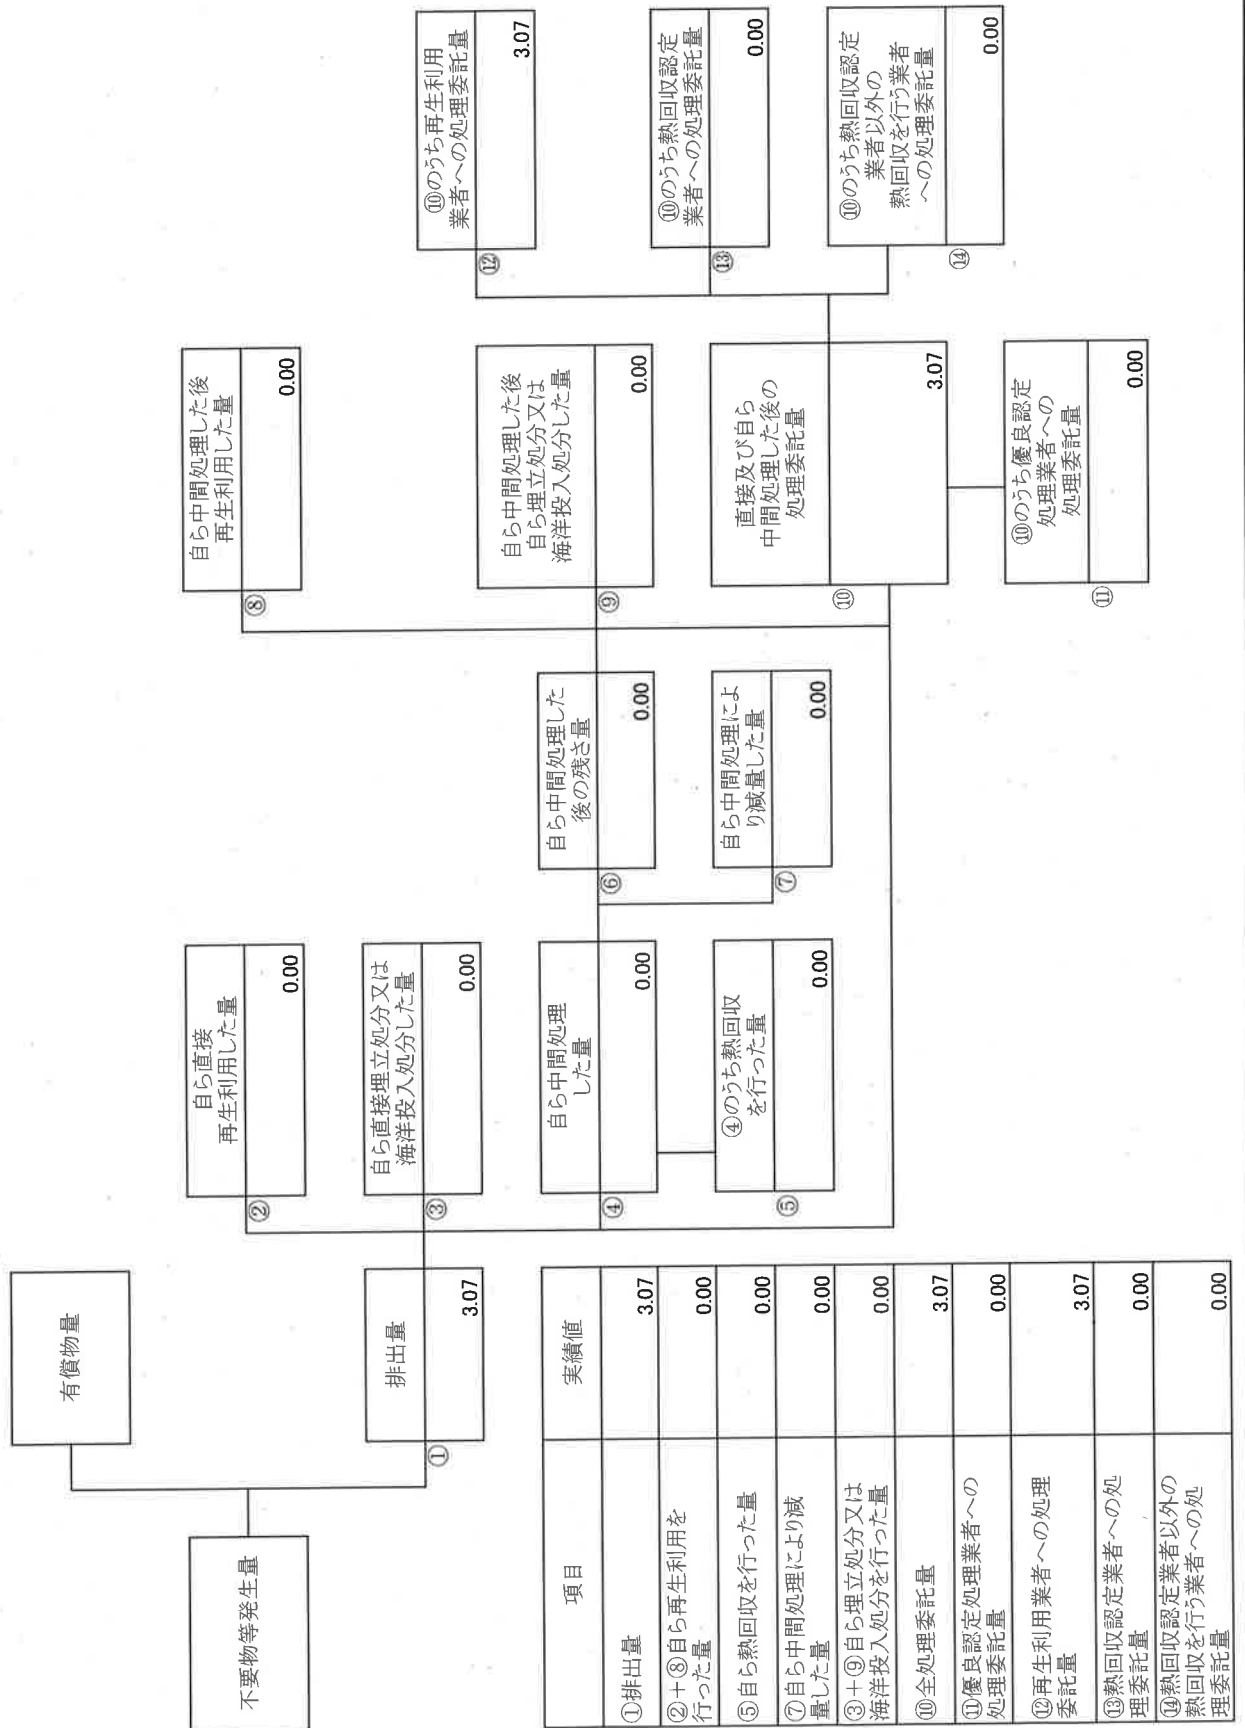 不要物等発生量
有償物量
排出量
①
3.07
自ら直接
再生利用した量
②
0.00
自ら直接埋立処分又は
海洋投入処分した量
③
0.00
自ら中間処理
した量
④
0.00
④のうち熱回収
を行った量
⑤
0.00
自ら中間処理した
後の残さ量
⑥
0.00
自ら中間処理によ
り減量した量
⑦
0.00
自ら中間処理した後
再生利用した量
⑧
0.00
自ら中間処理した後
自ら埋立処分又は
海洋投入処分した量
⑨
0.00
直接及び自ら
中間処理した後の
処理委託量
⑩
3.07
⑩のうち優良認定
処理業者への
処理委託量
⑪
0.00
⑩のうち再生利用
業者への処理委託量
⑫
3.07
⑩のうち熱回収認定
業者への処理委託量
⑬
0.00
⑩のうち熱回収認定
業者以外の
熱回収を行う業者
への処理委託量
⑭
0.00
項目 実績値
①排出量 3.07
②+⑧自ら再生利用を
行った量 0.00
⑤自ら熱回収を行った量 0.00
⑦自ら中間処理により減
量した量 0.00
③+⑨自ら埋立処分又は
海洋投入処分を行った量 0.00
⑩全処理委託量 3.07
⑪優良認定処理業者への
処理委託量 0.00
⑫再生利用業者への処理
委託量 3.07
⑬熱回収認定業者への処
理委託量 0.00
⑭熱回収認定業者以外の
熱回収を行う業者への処
理委託量 0.00